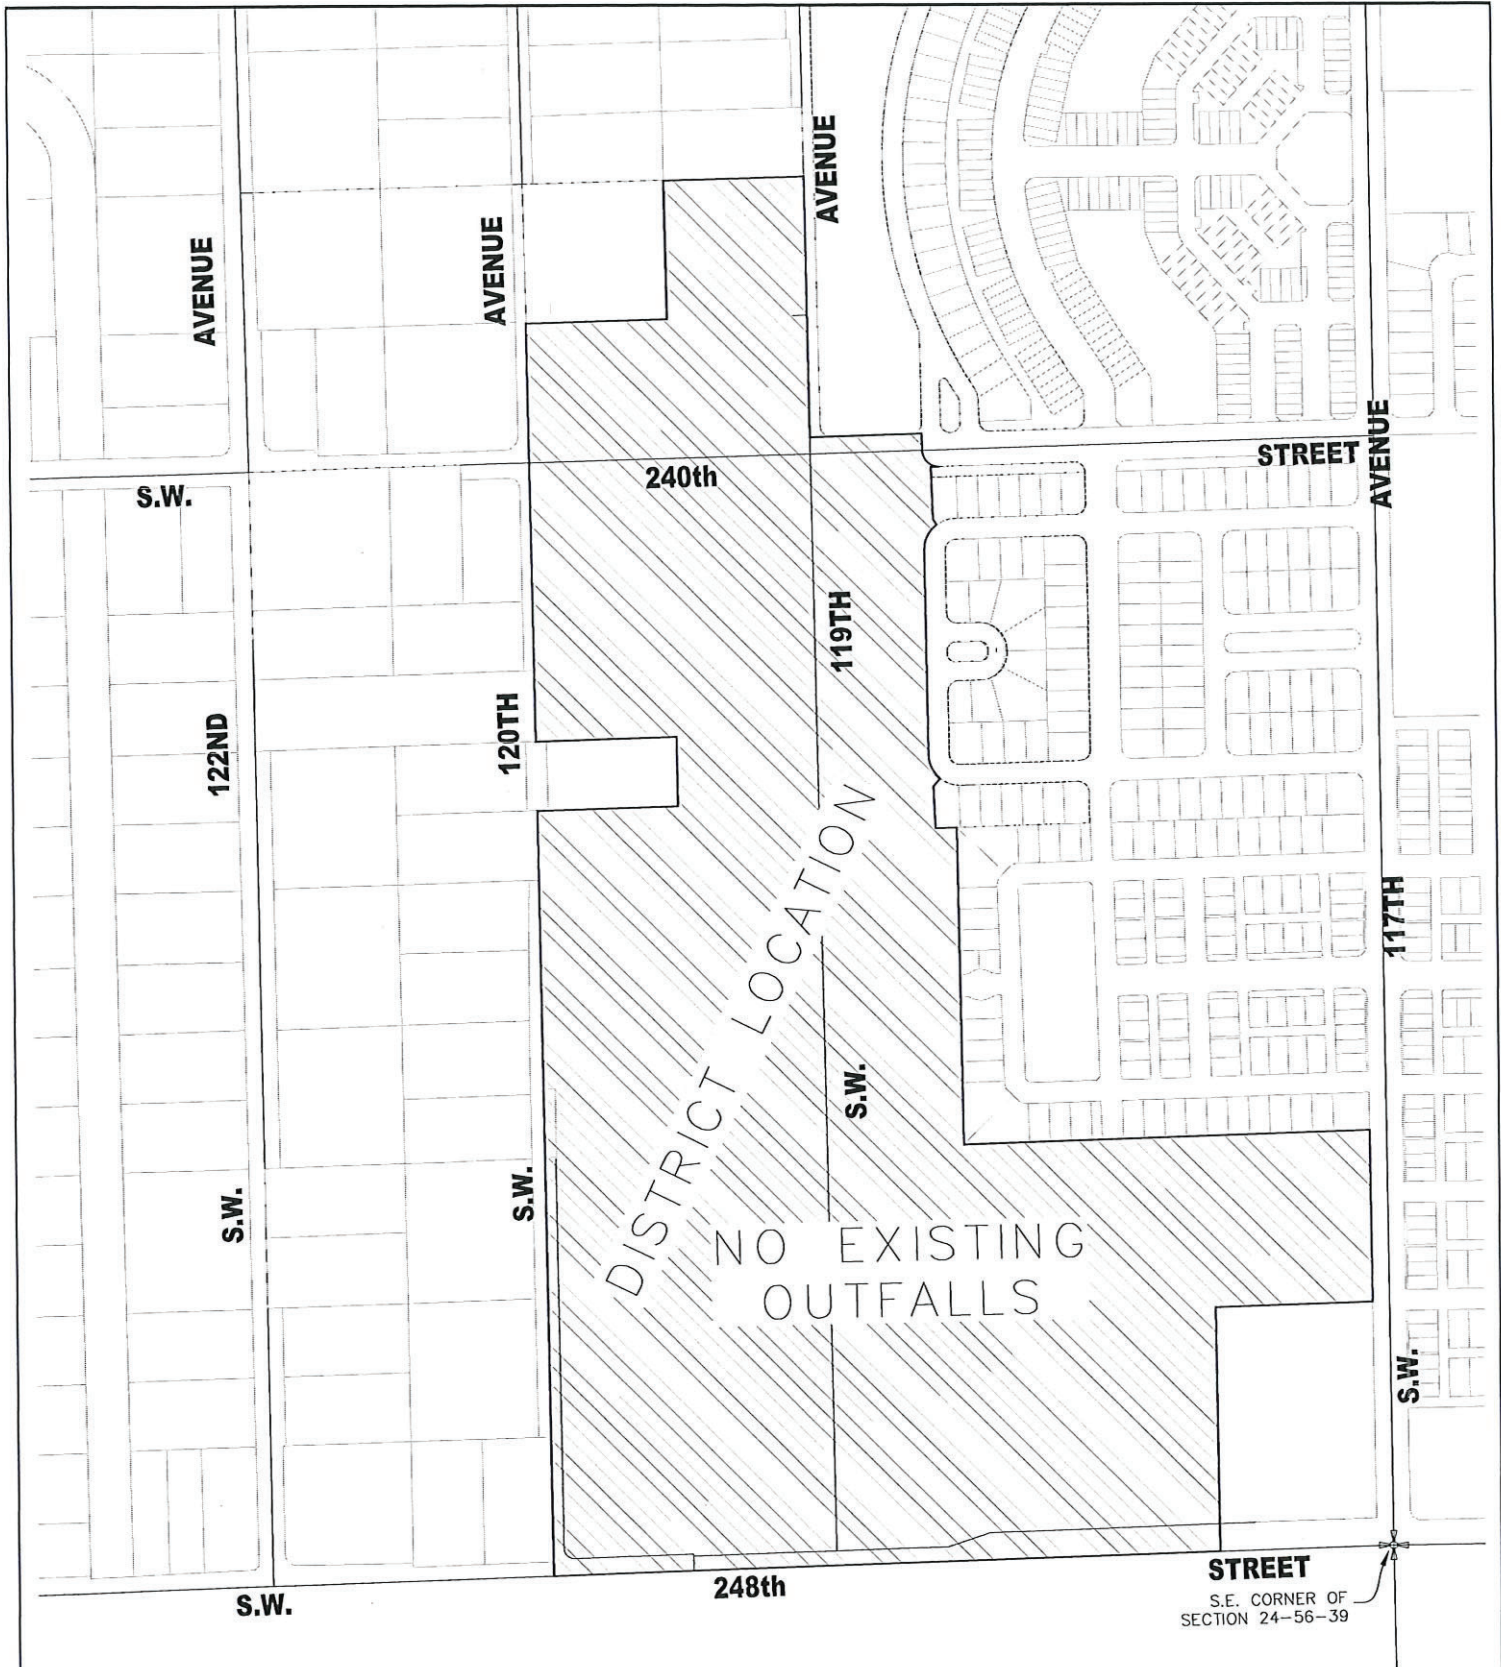 AVENUE
AVENUE
AVENUE
AVENUE
STREET
240th
S.W.
119TH
120TH
122ND
117TH
DISTRICT LOCATION
S.W.
S.W.
S.W.
NO EXISTING
OUTFALLS
S.W.
STREET
248th
S.W.
S.E. CORNER OF
SECTION 24-56-39